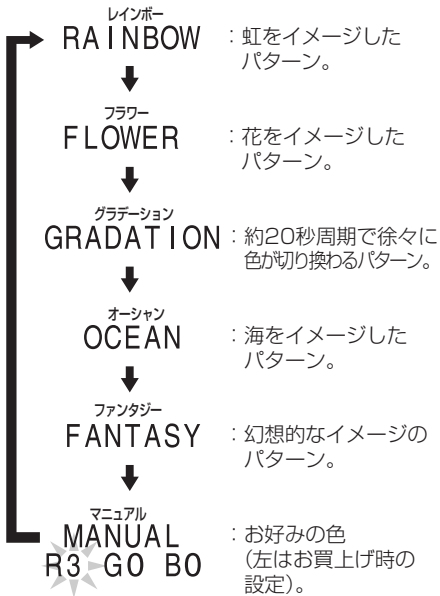 レインボー
RAINBOW :虹をイメージした
パターン。
フラワー
FLOWER :花をイメージした
パターン。
グラデーション
GRADATION :約20秒周期で徐々に
色が切り換わるパターン。
オーシャン
OCEAN :海をイメージした
パターン。
ファンタジー
FANTASY :幻想的なイメージの
パターン。
マニュアル
MANUAL :お好みの色
R3 G0 B0 (左はお買上げ時の
設定)。